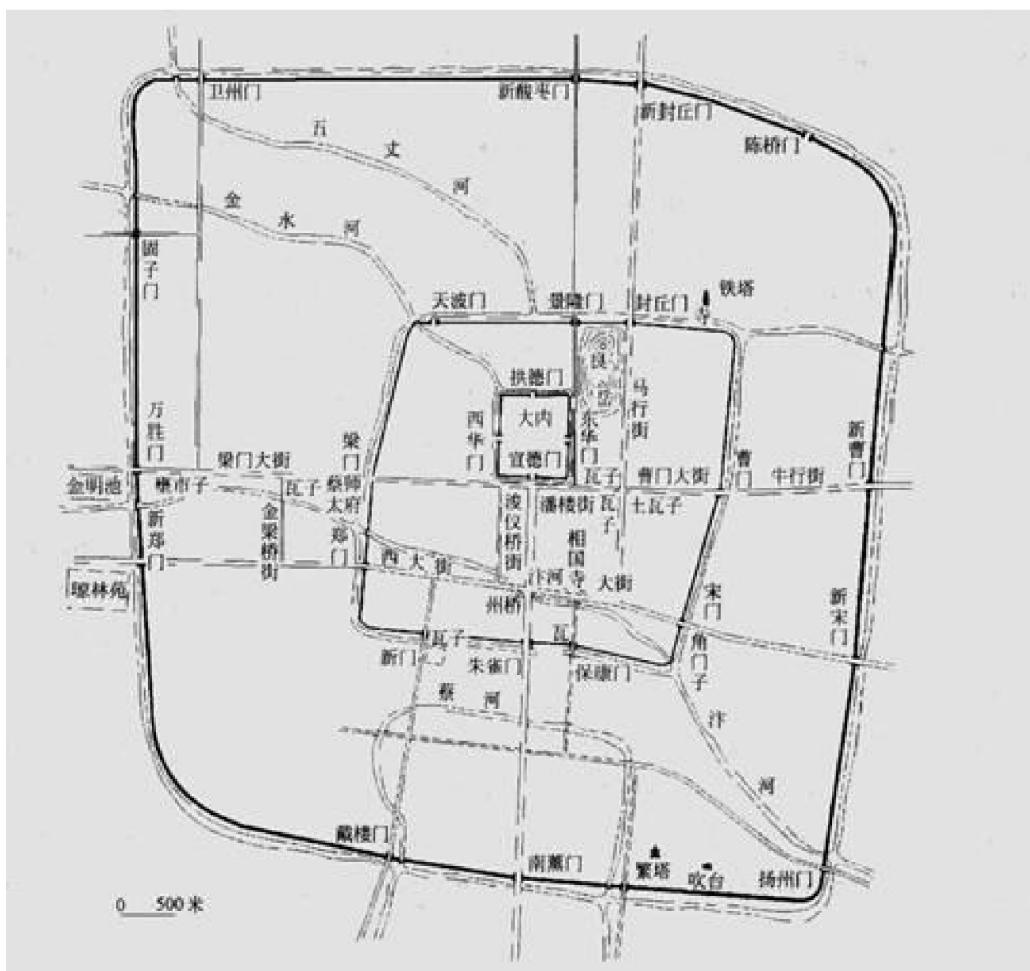 卫州门
新酸枣门
新封丘门
陈桥门
五丈河
金水河
固子门
天波门
景隆门
封丘门
铁塔
艮岳
拱德门
大内
宣德门
西华门
东华门
马行街
万胜门
梁门大街
梁门
曹门
新曹门
瓦子
曹门大街
牛行街
金明池
瓦子
蔡太师府
潘楼街
瓦子
土瓦子
新郑门
金梁桥街
郑门
浚仪桥街
相国寺
西大街
汴河大街
琼林苑
州桥
宋门
新宋门
瓦子
瓦
角门子
新门
朱雀门
保康门
蔡河
汴河
戴楼门
南薰门
繁塔
吹台
扬州门
0 500 米